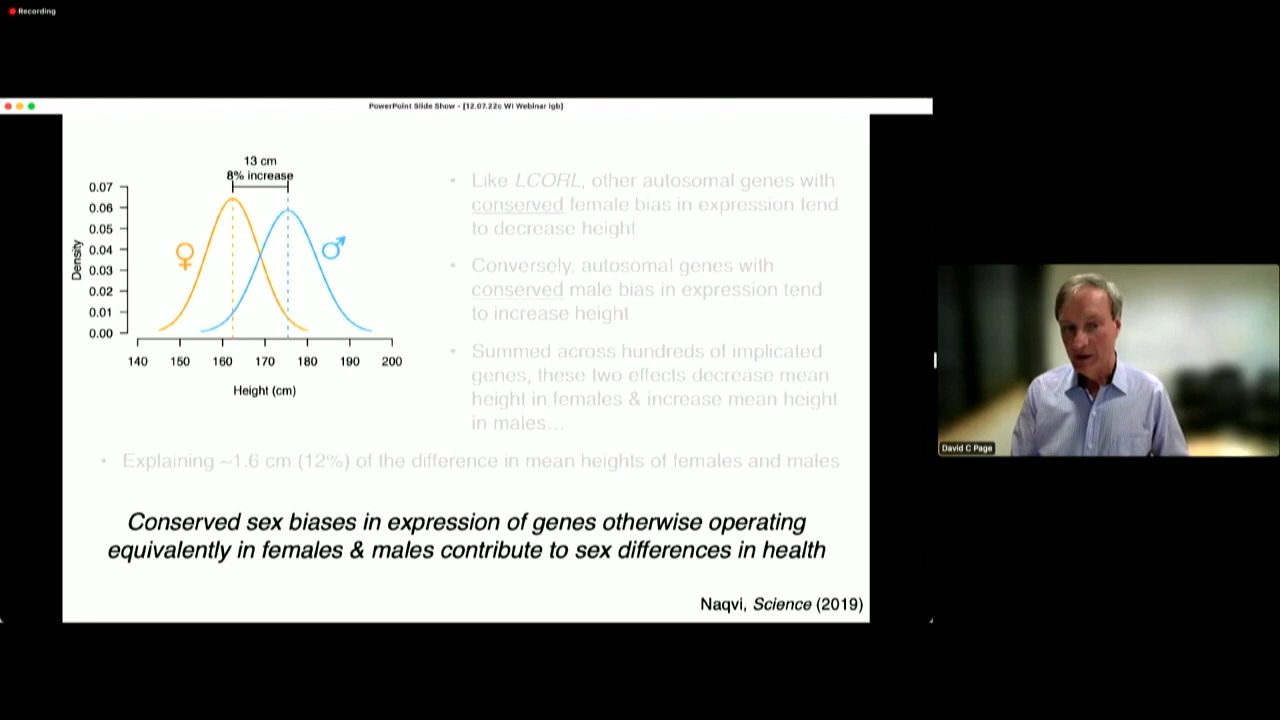 Recording
PowerPoint Slide Show - [12.07.22c WI Webinar lgb]
13 cm
8% increase
0.07
0.06
0.05
0.04
0.03
0.02
0.01
0.00
Density
♀
♂
140 150 160 170 180 190 200
Height (cm)
• Like LCORL, other autosomal genes with
conserved female bias in expression tend
to decrease height
• Conversely, autosomal genes with
conserved male bias in expression tend
to increase height
• Summed across hundreds of implicated
genes, these two effects decrease mean
height in females & increase mean height
in males…
• Explaining ~1.6 cm (12%) of the difference in mean heights of females and males
Conserved sex biases in expression of genes otherwise operating
equivalently in females & males contribute to sex differences in health
Naqvi, Science (2019)
David C Page